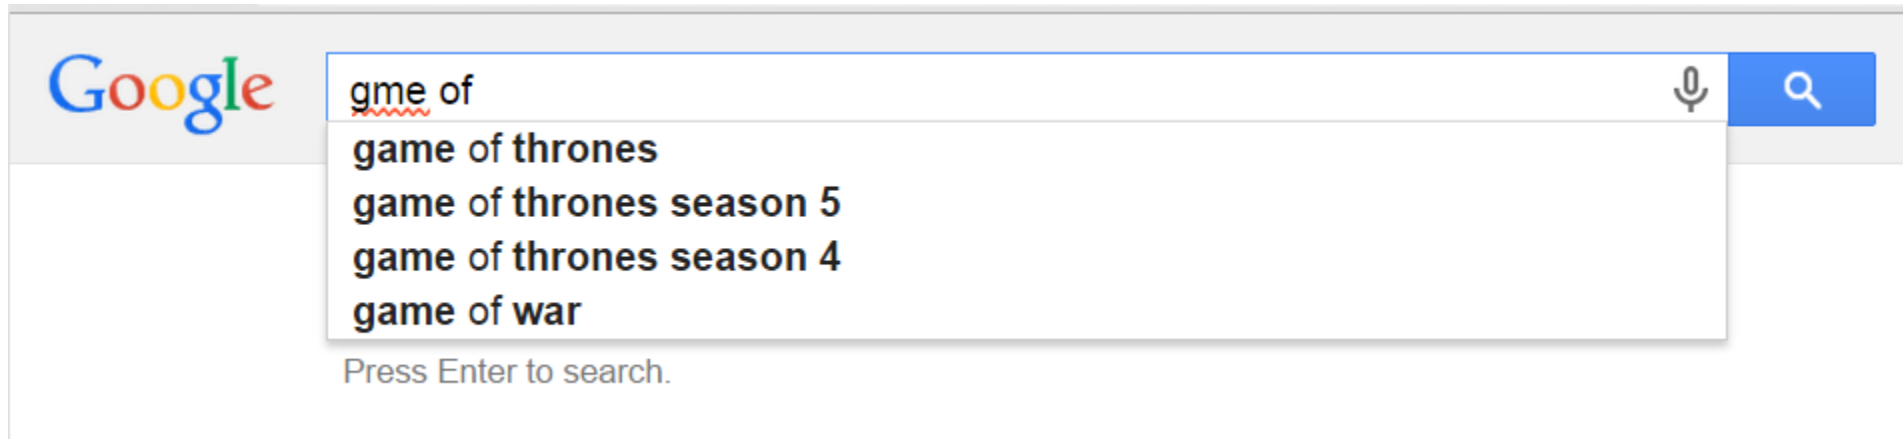 Google
gme of
game of thrones
game of thrones season 5
game of thrones season 4
game of war
Press Enter to search.